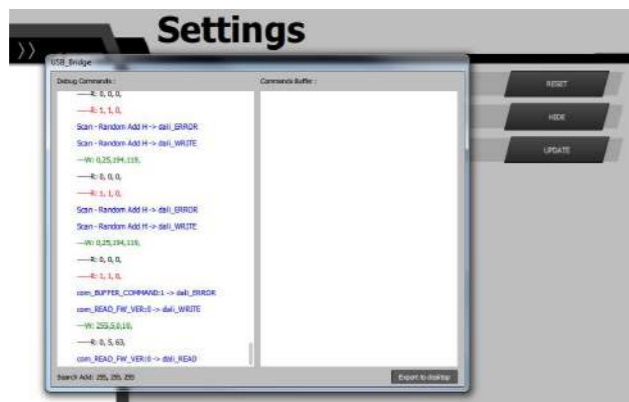 Settings
>>
USB_Bridge
Debug Commands :
-----R: 0, 0, 0,
-----R: 1, 1, 0,
Scan - Random Add H -> dali_ERROR
Scan - Random Add H -> dali_WRITE
---W: 0,25,194,119,
-----R: 0, 0, 0,
-----R: 1, 1, 0,
Scan - Random Add H -> dali_ERROR
Scan - Random Add H -> dali_WRITE
---W: 0,25,194,119,
-----R: 0, 0, 0,
-----R: 1, 1, 0,
com_BUFFER_COMMAND:1 -> dali_ERROR
com_READ_FW_VER:0 -> dali_WRITE
---W: 255,5,0,10,
-----R: 0, 5, 63,
com_READ_FW_VER:0 -> dali_READ
Search Add: 255, 255, 255
Commands Buffer :
Export to desktop
RESET
HIDE
UPDATE